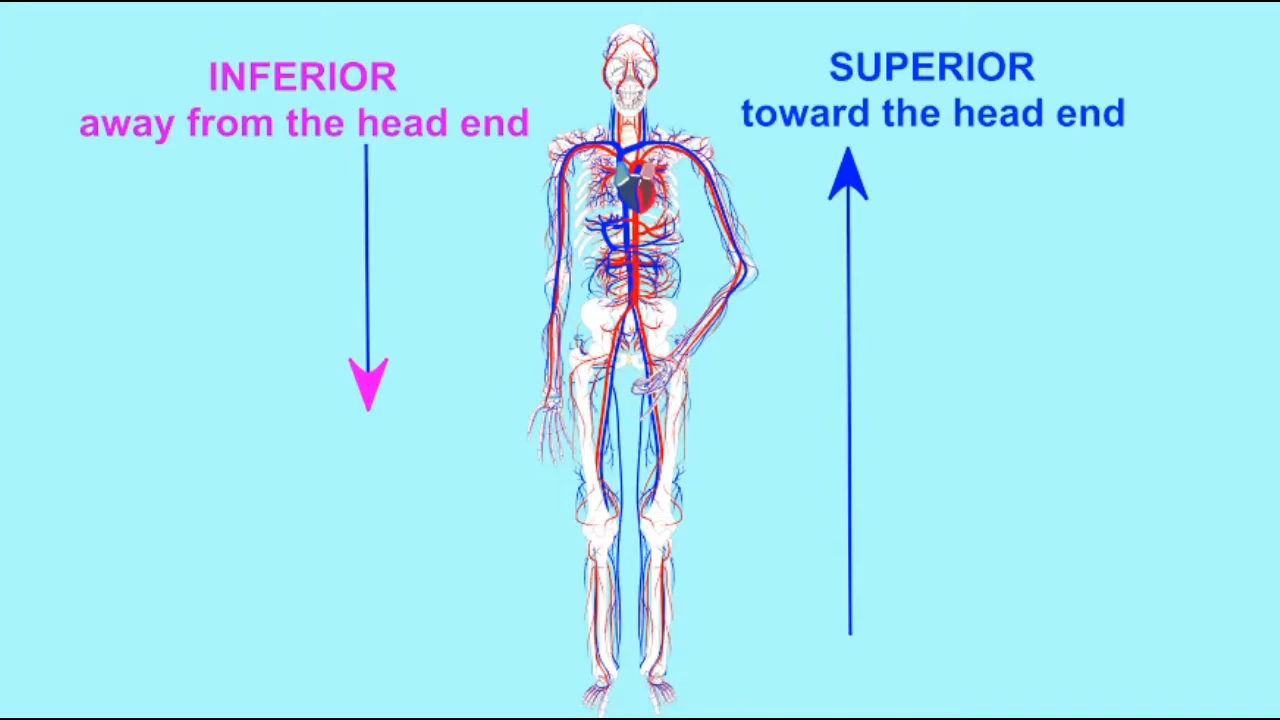 INFERIOR
away from the head end
SUPERIOR
toward the head end